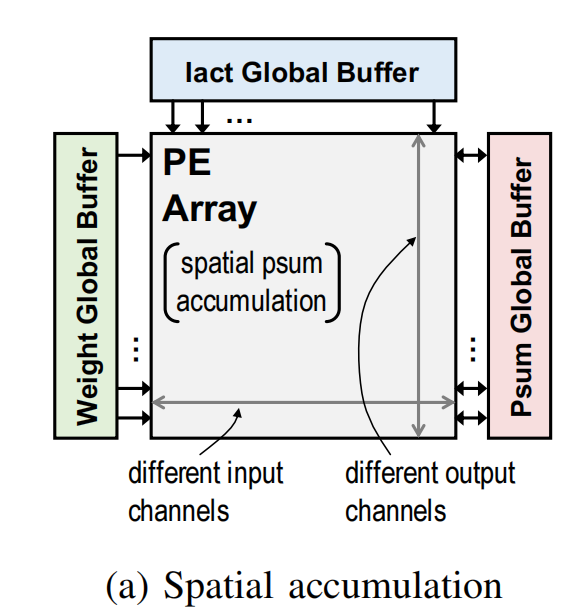 Iact Global Buffer
...
Weight Global Buffer
PE
Array
spatial psum
accumulation
Psum Global Buffer
...
...
different input
channels
different output
channels
(a) Spatial accumulation